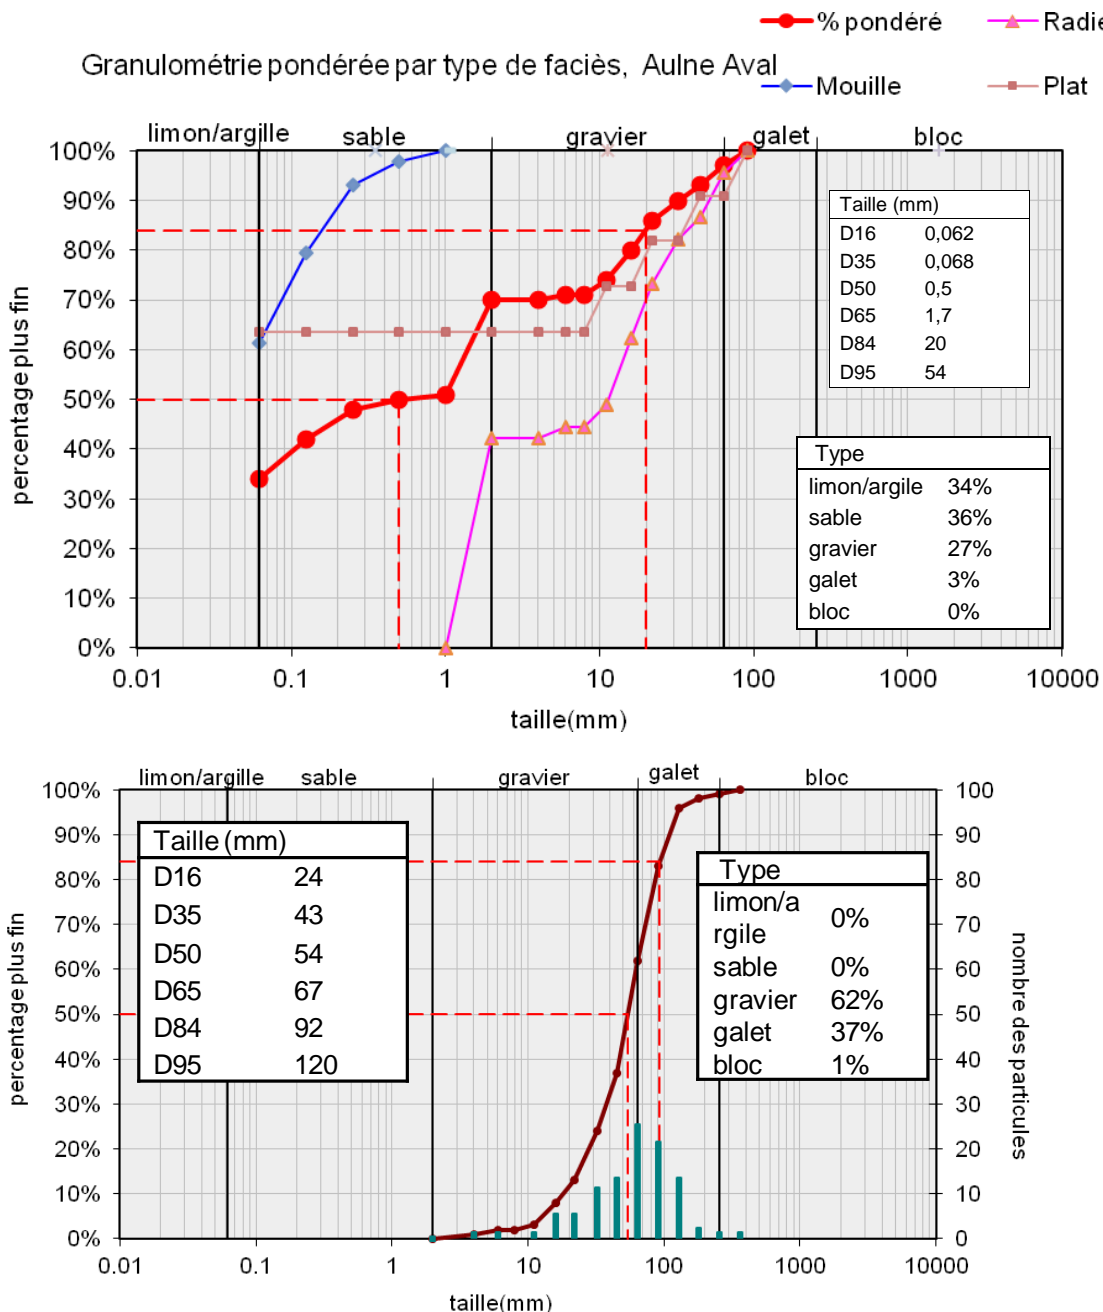 % pondéré
Granulométrie pondérée par type de faciès, Aulne Aval
Mouille
Plat
limon/argille
sable
gravier
galet
bloc
100%
90%
80%
70%
60%
50%
40%
30%
20%
10%
0%
percentage plus fin
Taille (mm)
D16 0,062
D35 0,068
D50 0,5
D65 1,7
D84 20
D95 54
Type
limon/argile 34%
sable 36%
gravier 27%
galet 3%
bloc 0%
0.01
0.1
1
10
100
1000
10000
taille(mm)
limon/argille
sable
gravier
galet
bloc
100%
90%
80%
70%
60%
50%
40%
30%
20%
10%
0%
percentage plus fin
Taille (mm)
D16 24
D35 43
D50 54
D65 67
D84 92
D95 120
Type
limon/a
rgile 0%
sable 0%
gravier 62%
galet 37%
bloc 1%
100
90
80
70
60
50
40
30
20
10
0
nombre des particules
0.01
0.1
1
10
100
1000
10000
taille(mm)